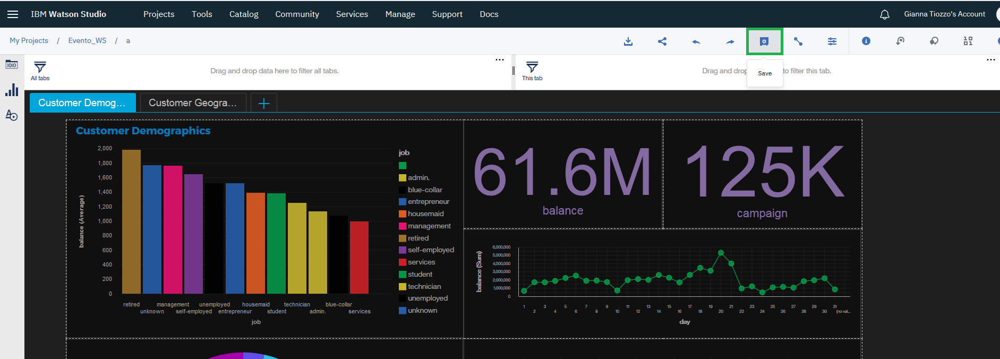 IBM Watson Studio Projects Tools Catalog Community Services Manage Support Docs Gianna Tiozzo's Account
My Projects / Evento_WS / a
Save
All tabs
Drag and drop data here to filter all tabs.
This tab
Drag and drop to filter this tab.
Customer Demog... Customer Geogra...
Customer Demographics
balance (Average)
2,000
1,800
1,600
1,400
1,200
1,000
800
600
400
200
0
retired management unemployed housemaid technician blue-collar
unknown self-employed entrepreneur student admin. services
job
job
admin.
blue-collar
entrepreneur
housemaid
management
retired
self-employed
services
student
technician
unemployed
unknown
61.6M
balance
125K
campaign
balance (Sum)
6,000,000
5,000,000
4,000,000
3,000,000
2,000,000
1,000,000
0
1 3 5 7 9 11 13 15 17 19 21 23 25 27 29 31
2 4 6 8 10 12 14 16 18 20 22 24 26 28 30 (no val...
day